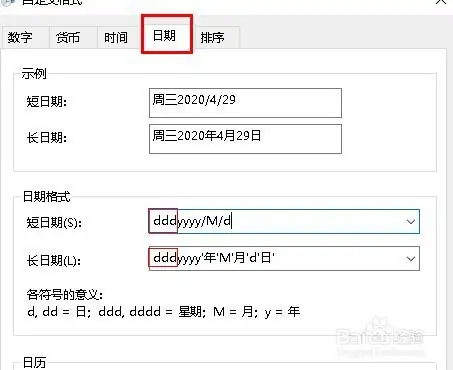 自定义格式
数字 货币 时间 日期 排序
示例
短日期: 周三2020/4/29
长日期: 周三2020年4月29日
日期格式
短日期(S): dddyyyy/M/d
长日期(L): dddyyyy'年'M'月'd'日'
各符号的意义:
d, dd = 日; ddd, dddd = 星期; M = 月; y = 年
Baidu经验
日历